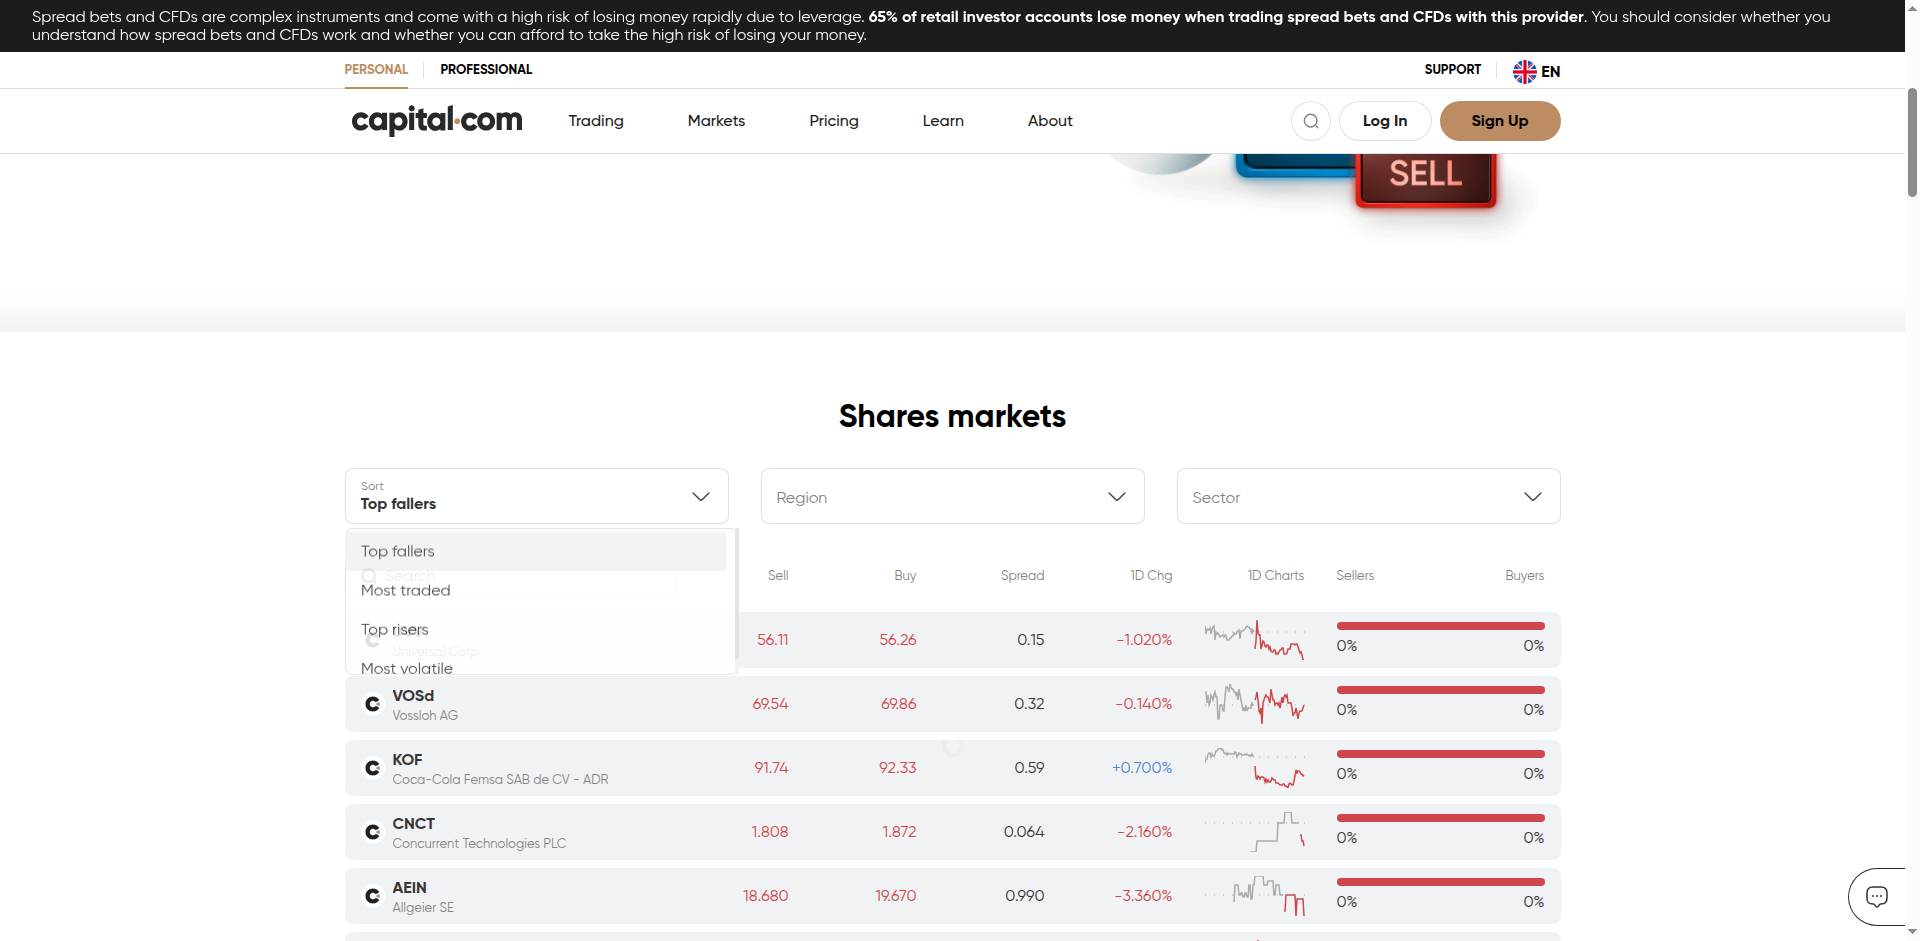 Spread bets and CFDs are complex instruments and come with a high risk of losing money rapidly due to leverage. 65% of retail investor accounts lose money when trading spread bets and CFDs with this provider. You should consider whether you
understand how spread bets and CFDs work and whether you can afford to take the high risk of losing your money.
PERSONAL PROFESSIONAL SUPPORT EN
capital.com Trading Markets Pricing Learn About Log In Sign Up
SELL
Shares markets
Sort
Top fallers
Region
Sector
Top fallers
Search
Most traded
Top risers
Universal Corp
Most volatile
Sell Buy Spread 1D Chg 1D Charts Sellers Buyers
56.11 56.26 0.15 -1.020% 0% 0%
VOSd
Vossloh AG
69.54 69.86 0.32 -0.140% 0% 0%
KOF
Coca-Cola Femsa SAB de CV - ADR
91.74 92.33 0.59 +0.700% 0% 0%
CNCT
Concurrent Technologies PLC
1.808 1.872 0.064 -2.160% 0% 0%
AEIN
Allgeier SE
18.680 19.670 0.990 -3.360% 0% 0%